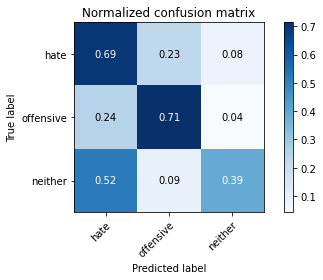 Normalized confusion matrix
True label
hate
0.69 0.23 0.08
offensive
0.24 0.71 0.04
neither
0.52 0.09 0.39
hate
offensive
neither
Predicted label
0.7
0.6
0.5
0.4
0.3
0.2
0.1